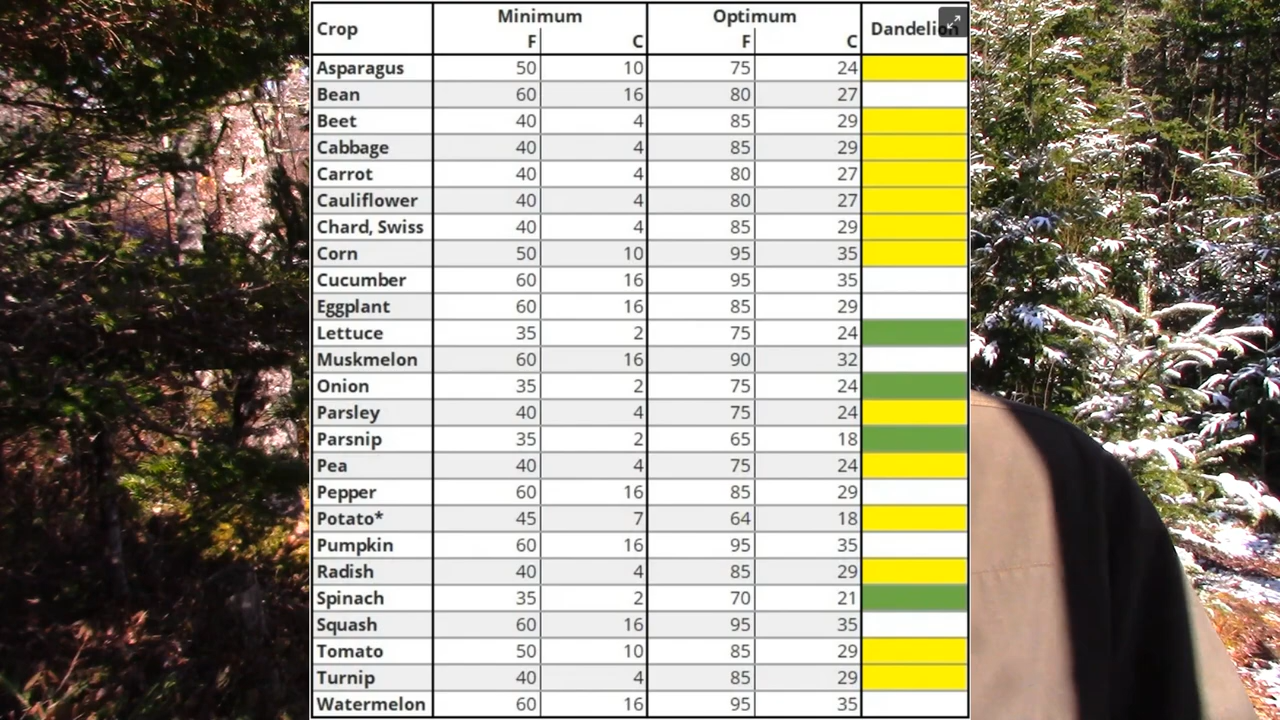 Crop Minimum Optimum Dandelion
F C F C
Asparagus 50 10 75 24
Bean 60 16 80 27
Beet 40 4 85 29
Cabbage 40 4 85 29
Carrot 40 4 80 27
Cauliflower 40 4 80 27
Chard, Swiss 40 4 85 29
Corn 50 10 95 35
Cucumber 60 16 95 35
Eggplant 60 16 85 29
Lettuce 35 2 75 24
Muskmelon 60 16 90 32
Onion 35 2 75 24
Parsley 40 4 75 24
Parsnip 35 2 65 18
Pea 40 4 75 24
Pepper 60 16 85 29
Potato* 45 7 64 18
Pumpkin 60 16 95 35
Radish 40 4 85 29
Spinach 35 2 70 21
Squash 60 16 95 35
Tomato 50 10 85 29
Turnip 40 4 85 29
Watermelon 60 16 95 35